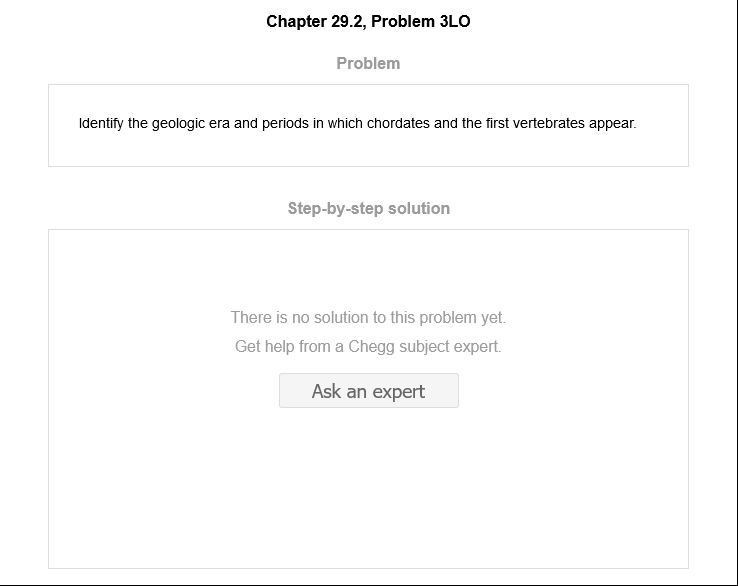 Chapter 29.2, Problem 3LO
Problem
Identify the geologic era and periods in which chordates and the first vertebrates appear.
Step-by-step solution
There is no solution to this problem yet.
Get help from a Chegg subject expert.
Ask an expert